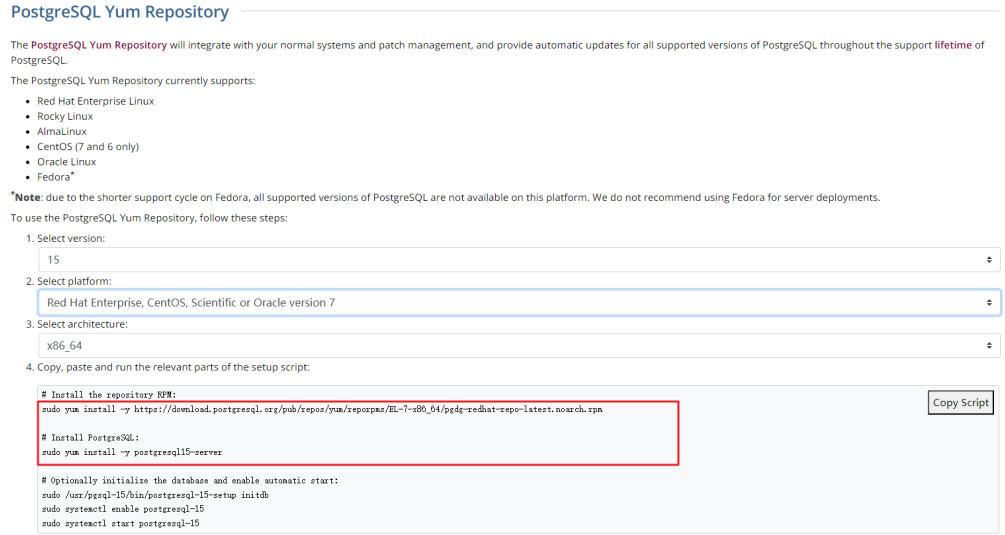 PostgreSQL Yum Repository
The PostgreSQL Yum Repository will integrate with your normal systems and patch management, and provide automatic updates for all supported versions of PostgreSQL throughout the support lifetime of
PostgreSQL.
The PostgreSQL Yum Repository currently supports:
• Red Hat Enterprise Linux
• Rocky Linux
• AlmaLinux
• CentOS (7 and 6 only)
• Oracle Linux
• Fedora*
*Note: due to the shorter support cycle on Fedora, all supported versions of PostgreSQL are not available on this platform. We do not recommend using Fedora for server deployments.
To use the PostgreSQL Yum Repository, follow these steps:
1. Select version:
15
2. Select platform:
Red Hat Enterprise, CentOS, Scientific or Oracle version 7
3. Select architecture:
x86_64
4. Copy, paste and run the relevant parts of the setup script:
# Install the repository RPM:
Copy Script
sudo yum install -y https://download.postgresql.org/pub/repos/yum/reporpms/EL-7-x86_64/pgdg-redhat-repo-latest.noarch.rpm
# Install PostgreSQL:
sudo yum install -y postgresql15-server
# Optionally initialize the database and enable automatic start:
sudo /usr/pgsql-15/bin/postgresql-15-setup initdb
sudo systemctl enable postgresql-15
sudo systemctl start postgresql-15